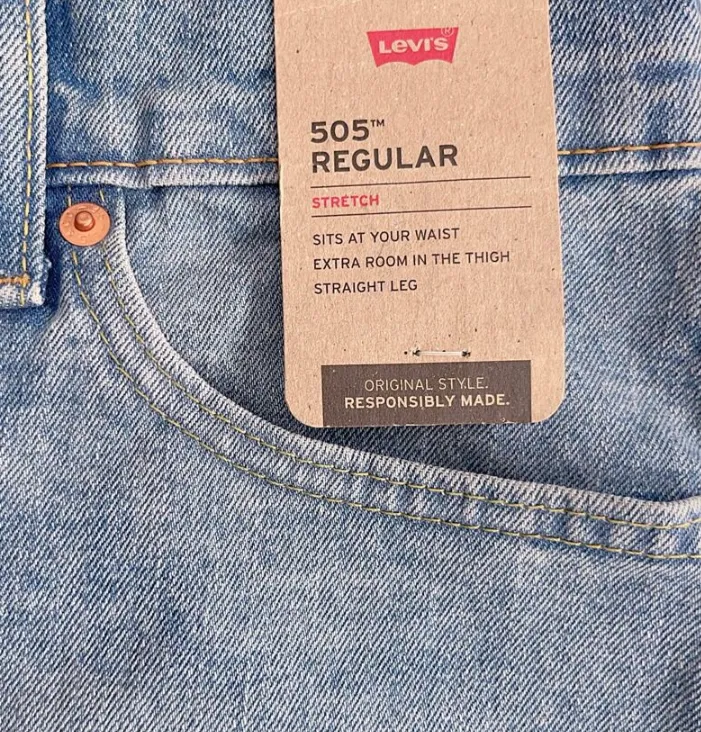 Levi's®
505™
REGULAR
STRETCH
SITS AT YOUR WAIST
EXTRA ROOM IN THE THIGH
STRAIGHT LEG
ORIGINAL STYLE.
RESPONSIBLY MADE.